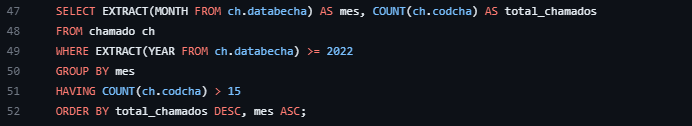 47 SELECT EXTRACT(MONTH FROM ch.databecha) AS mes, COUNT(ch.codcha) AS total_chamados
48 FROM chamado ch
49 WHERE EXTRACT(YEAR FROM ch.databecha) >= 2022
50 GROUP BY mes
51 HAVING COUNT(ch.codcha) > 15
52 ORDER BY total_chamados DESC, mes ASC;